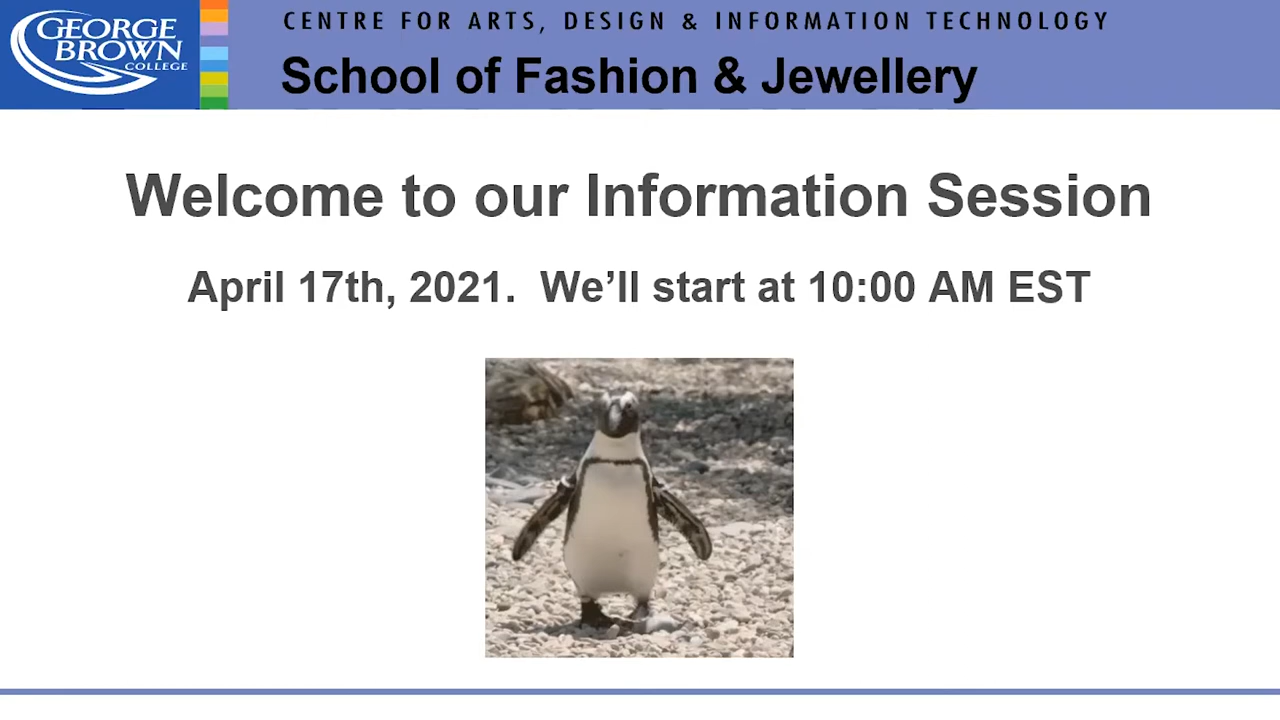 GEORGE
BROWN
COLLEGE
CENTRE FOR ARTS, DESIGN & INFORMATION TECHNOLOGY
School of Fashion & Jewellery
Welcome to our Information Session
April 17th, 2021.  We’ll start at 10:00 AM EST